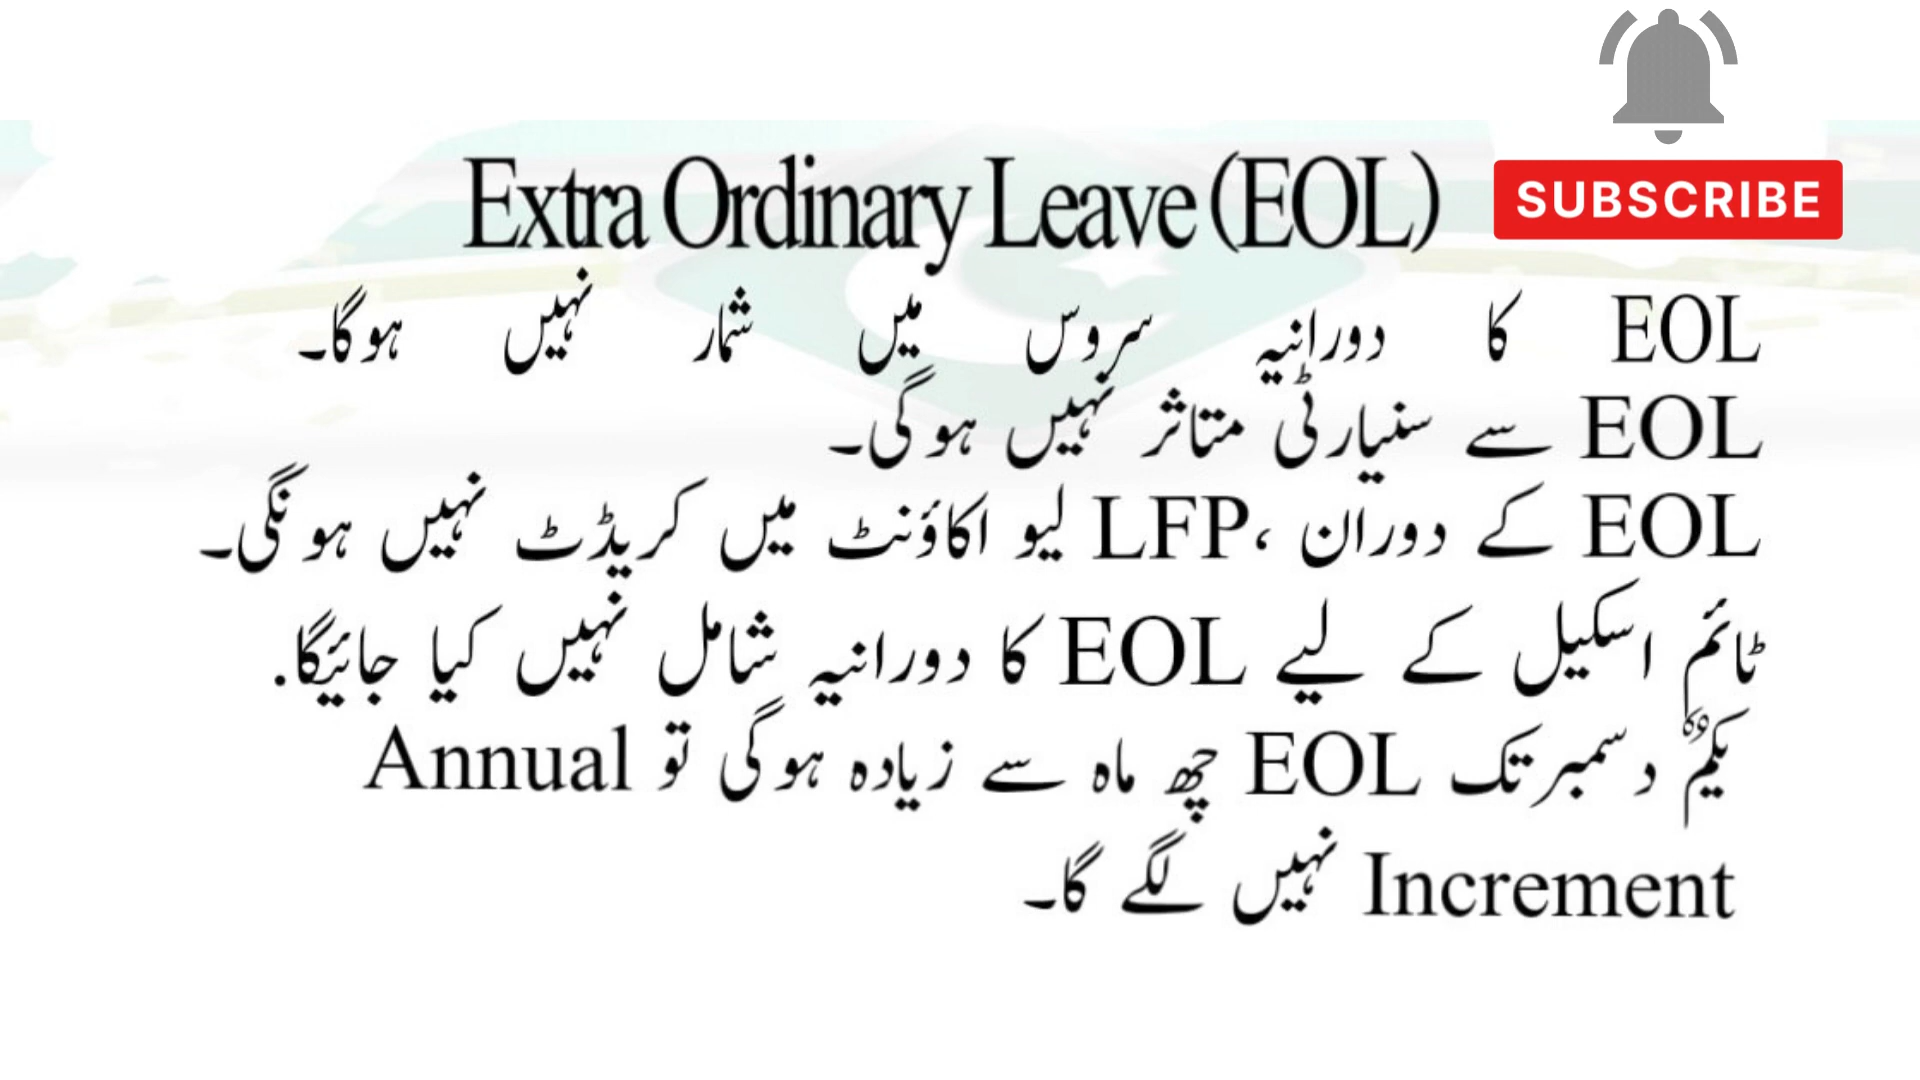 SUBSCRIBE
Extra Ordinary Leave (EOL)
EOL کا دورانیہ سروس میں شمار نہیں ہوگا۔
EOL سے سنیارٹی متاثر نہیں ہوگی۔
EOL کے دوران ،LFP لیو اکاؤنٹ میں کریڈٹ نہیں ہونگی۔
ٹائم اسکیل کے لیے EOL کا دورانیہ شامل نہیں کیا جائیگا.
یکم دسمبر تک EOL چھ ماہ سے زیادہ ہوگی تو Annual
Increment نہیں لگے گا۔